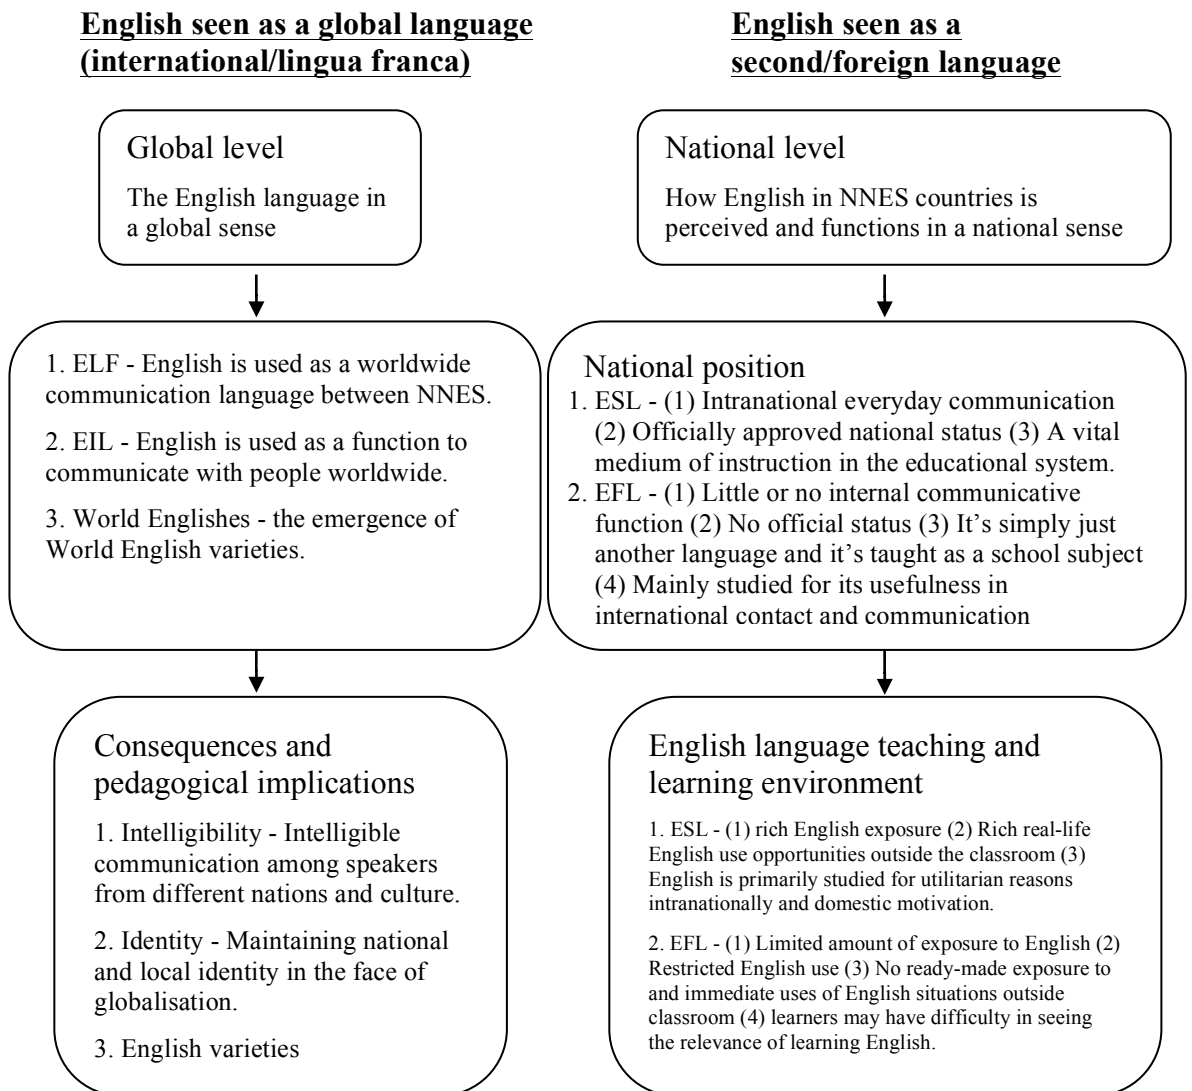 English seen as a global language
(international/lingua franca)
Global level
The English language in
a global sense
1. ELF - English is used as a worldwide
communication language between NNES.
2. EIL - English is used as a function to
communicate with people worldwide.
3. World Englishes - the emergence of
World English varieties.
Consequences and
pedagogical implications
1. Intelligibility - Intelligible
communication among speakers
from different nations and culture.
2. Identity - Maintaining national
and local identity in the face of
globalisation.
3. English varieties
English seen as a
second/foreign language
National level
How English in NNES countries is
perceived and functions in a national sense
National position
1. ESL - (1) Intranational everyday communication
(2) Officially approved national status (3) A vital
medium of instruction in the educational system.
2. EFL - (1) Little or no internal communicative
function (2) No official status (3) It's simply just
another language and it's taught as a school subject
(4) Mainly studied for its usefulness in
international contact and communication
English language teaching and
learning environment
1. ESL - (1) rich English exposure (2) Rich real-life
English use opportunities outside the classroom (3)
English is primarily studied for utilitarian reasons
intranationally and domestic motivation.
2. EFL - (1) Limited amount of exposure to English (2)
Restricted English use (3) No ready-made exposure to
and immediate uses of English situations outside
classroom (4) learners may have difficulty in seeing
the relevance of learning English.